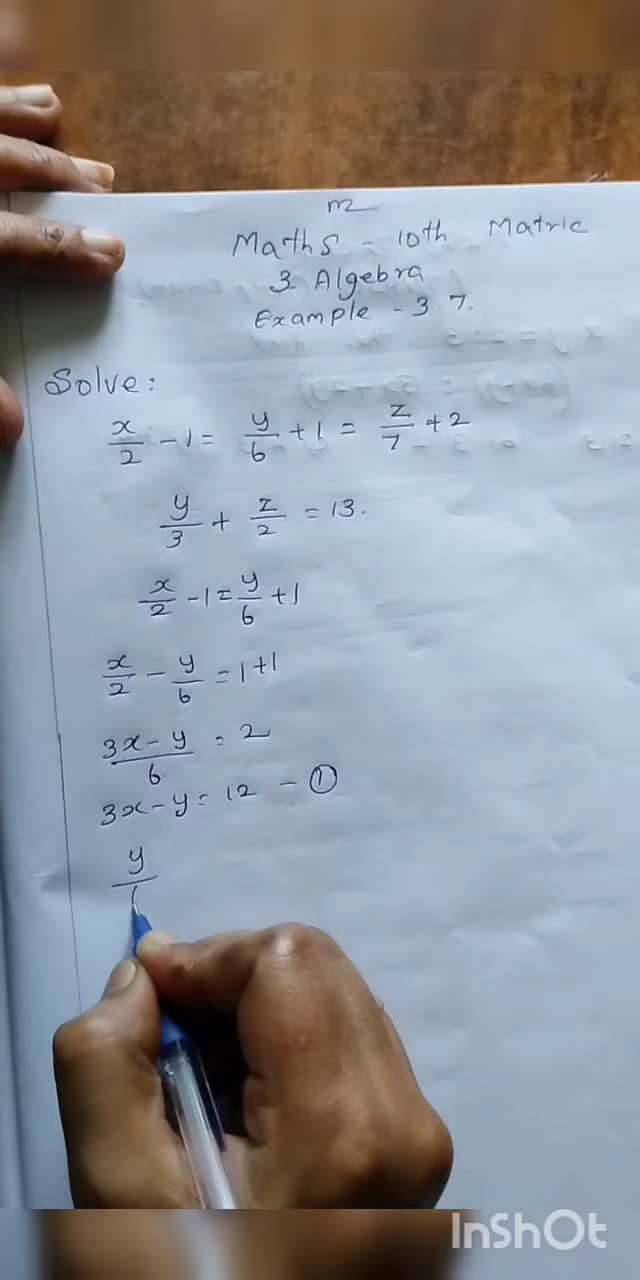 Maths - 10th Matric
3 Algebra
Example - 3 7.
Solve:
x/2 - 1 = y/6 + 1 = z/7 + 2
y/3 + z/2 = 13.
x/2 - 1 = y/6 + 1
x/2 - y/6 = 1+1
3x - y/6 = 2
3x - y = 12 - ①
y
InShOt